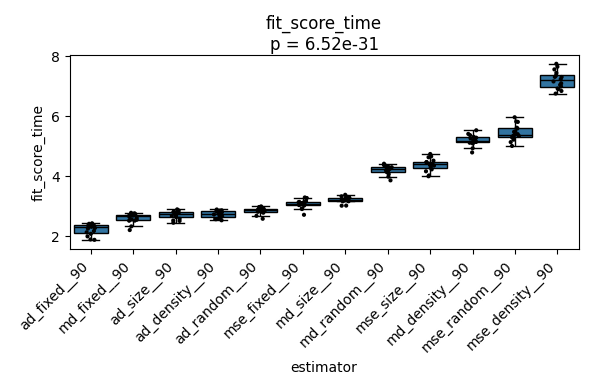 fit_score_time
p = 6.52e-31
fit_score_time
8
6
4
2
ad_fixed__90
md_fixed__90
ad_size__90
ad_density__90
ad_random__90
mse_fixed__90
md_size__90
md_random__90
mse_size__90
md_density__90
mse_random__90
mse_density__90
estimator